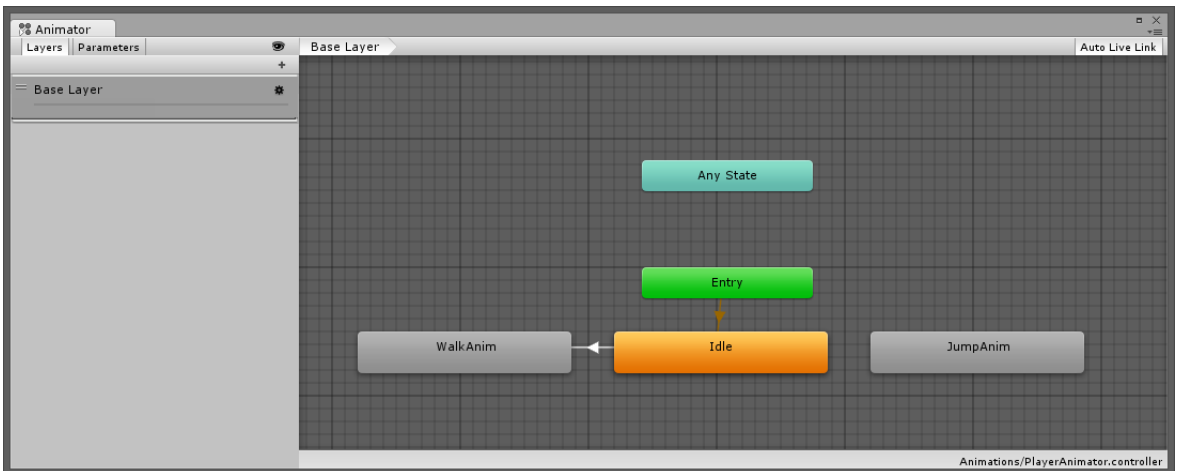 Animator
Layers Parameters
Base Layer
Auto Live Link
+
Base Layer
Any State
Entry
WalkAnim
Idle
JumpAnim
Animations/PlayerAnimator.controller